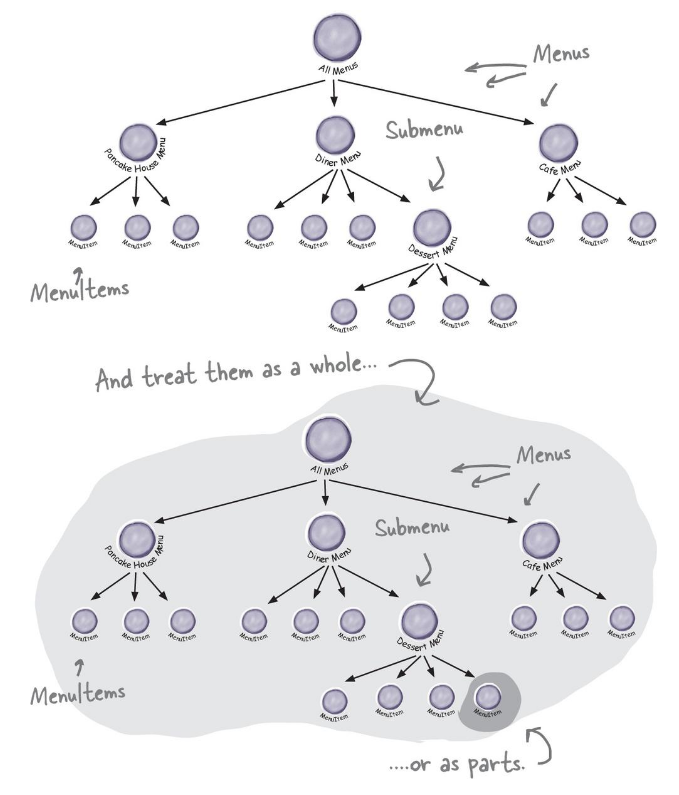 All Menus
Menus
Submenu
Pancake House Menu
Diner Menu
Cafe Menu
MenuItem MenuItem MenuItem
MenuItem MenuItem MenuItem
Dessert Menu
MenuItem MenuItem MenuItem
MenuItems
MenuItem MenuItem MenuItem MenuItem
And treat them as a whole...
All Menus
Menus
Submenu
Pancake House Menu
Diner Menu
Cafe Menu
MenuItem MenuItem MenuItem
MenuItem MenuItem MenuItem
Dessert Menu
MenuItem MenuItem MenuItem
MenuItems
MenuItem MenuItem MenuItem MenuItem
....or as parts.